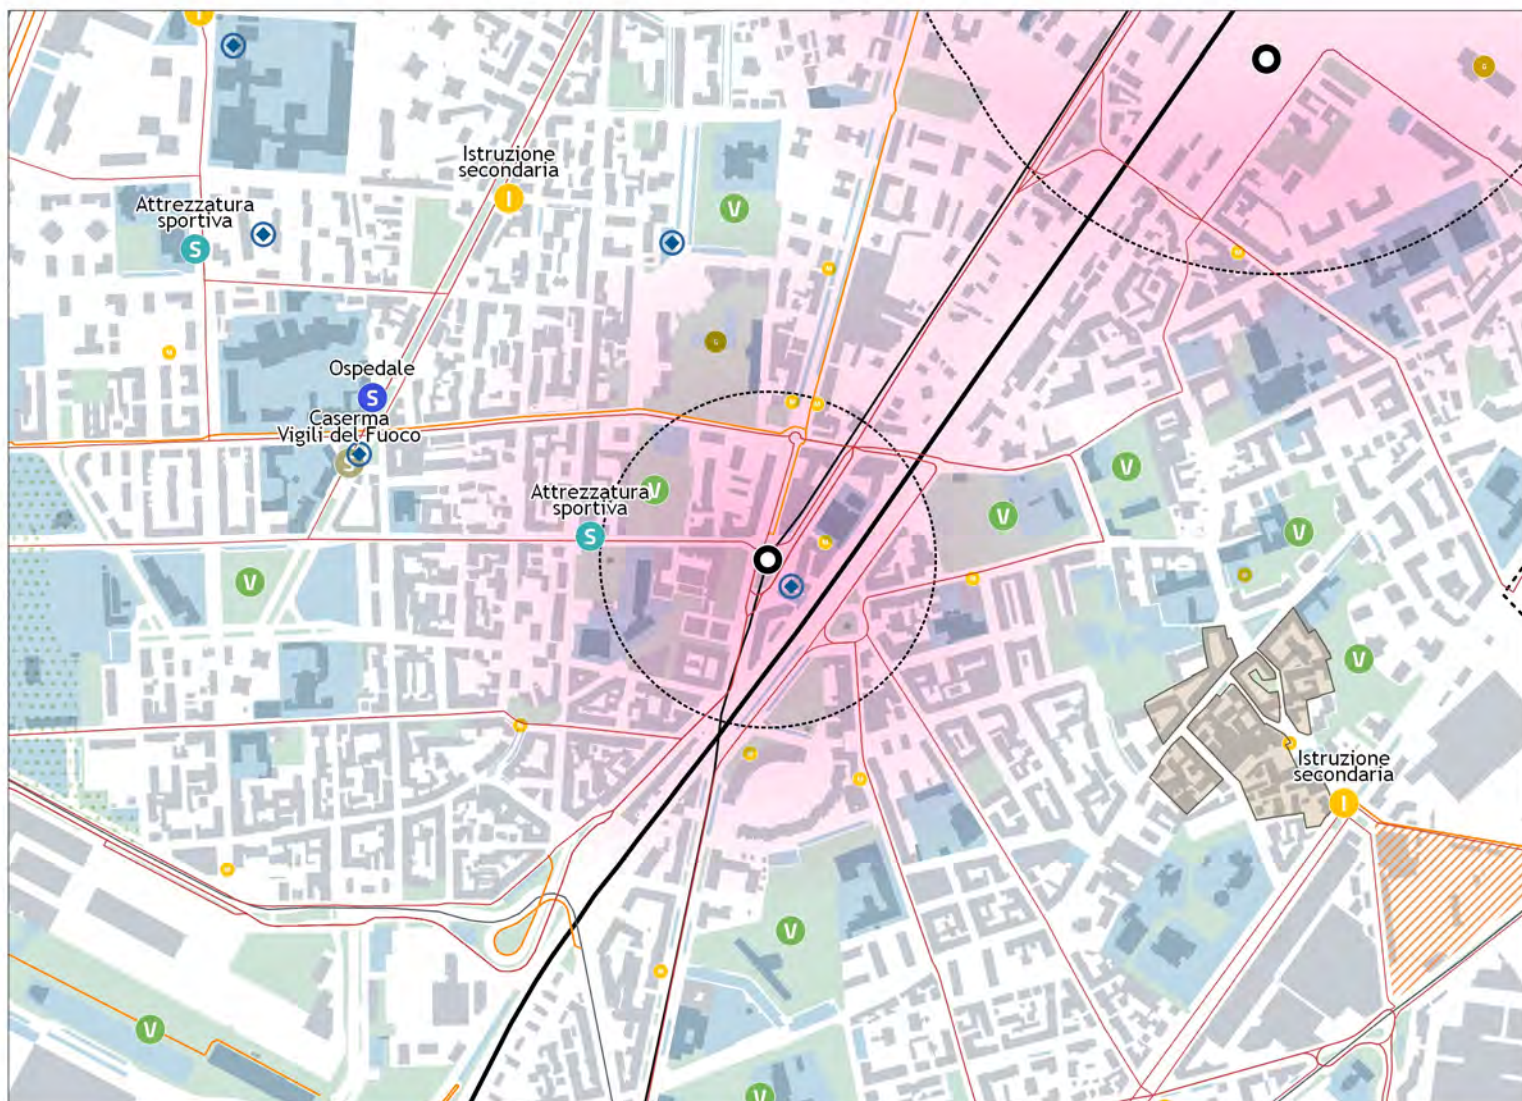 I
Istruzione
secondaria
I
V
Attrezzatura
sportiva
S
Ospedale
S
Caserma
Vigili del Fuoco
S
V
V
Attrezzatura
sportiva
S
V
V
V
V
Istruzione
secondaria
I
V
V
V